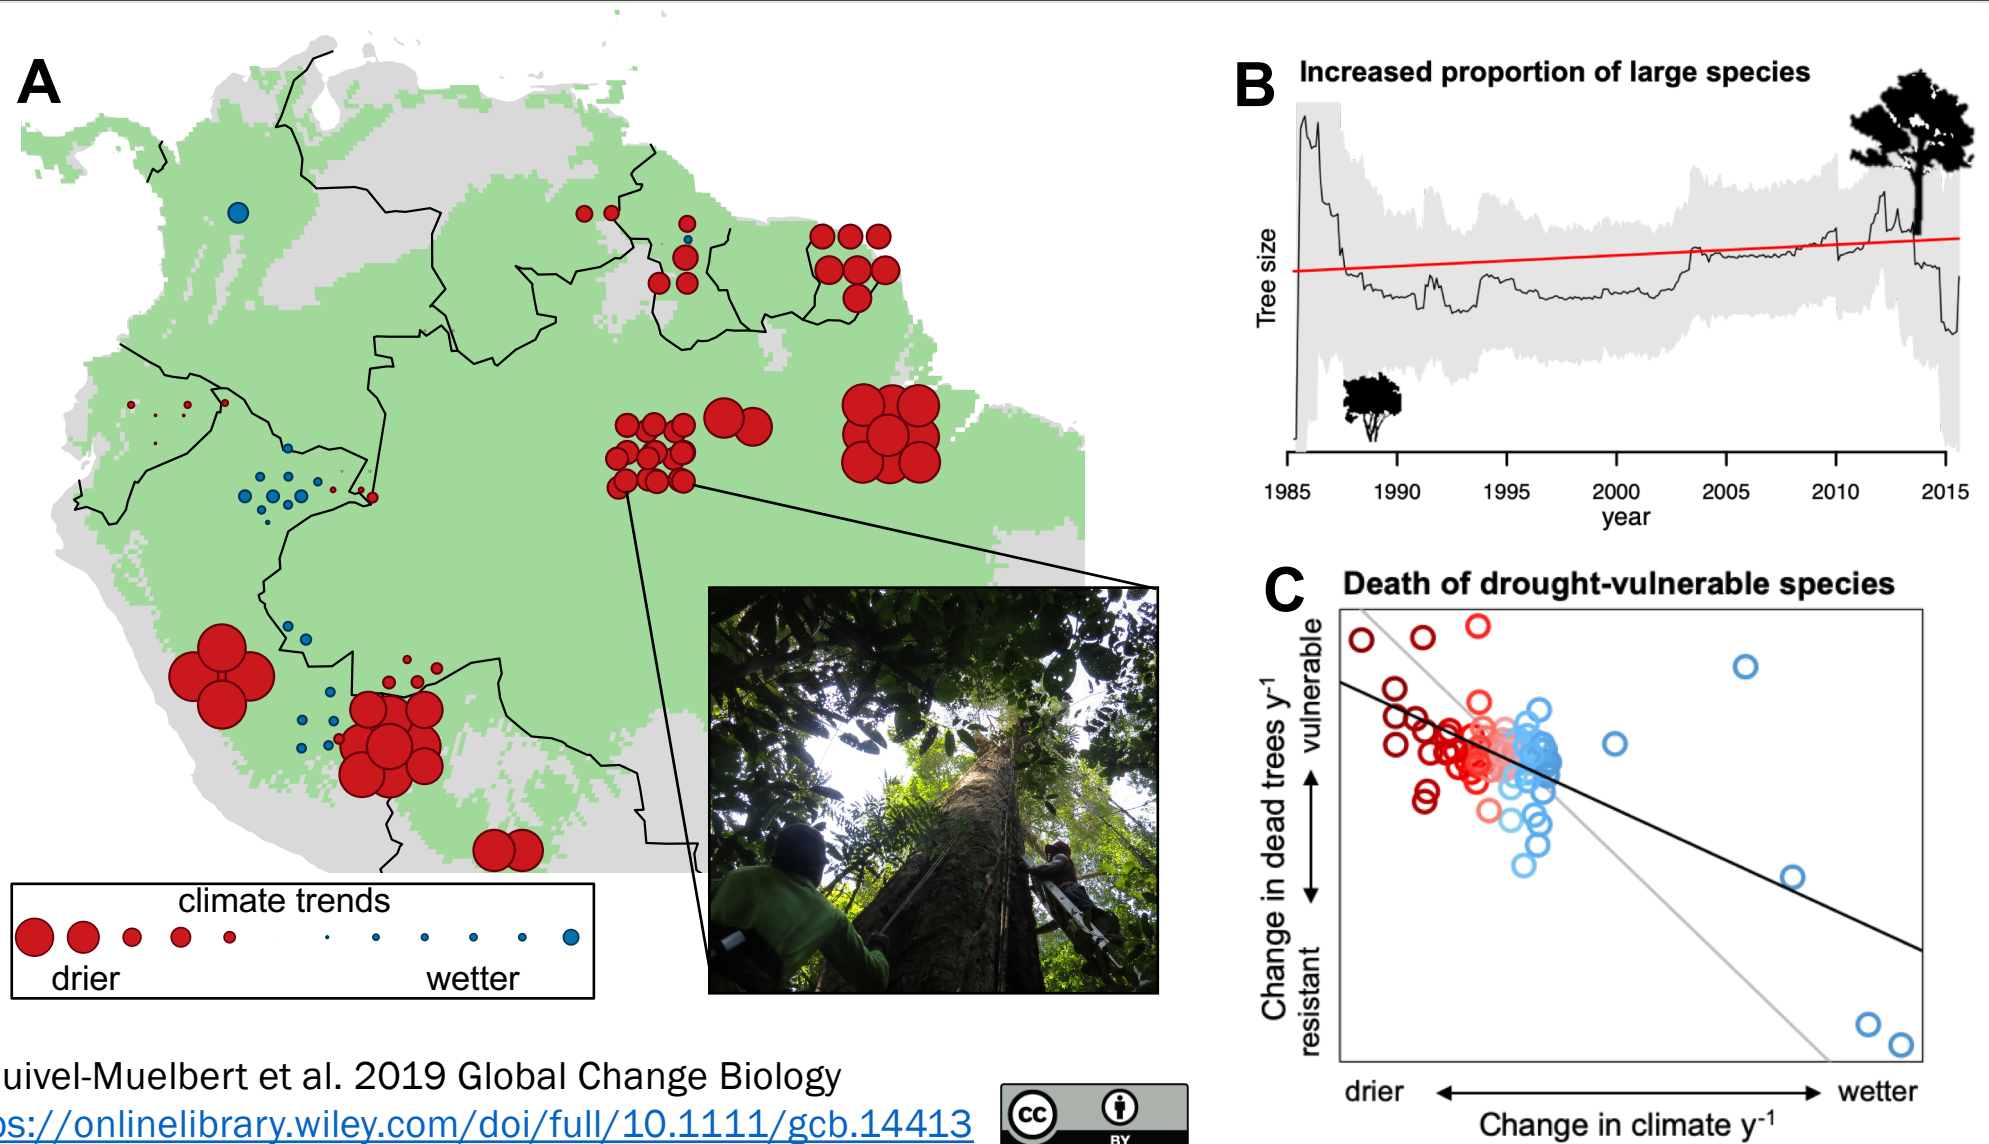 A
climate trends
drier
wetter
B
Increased proportion of large species
Tree size
1985 1990 1995 2000 2005 2010 2015
year
C
Death of drought-vulnerable species
Change in dead trees y-1
resistant
vulnerable
drier
wetter
Change in climate y-1
uivel-Muelbert et al. 2019 Global Change Biology
ps://onlinelibrary.wiley.com/doi/full/10.1111/gcb.14413
cc
BY